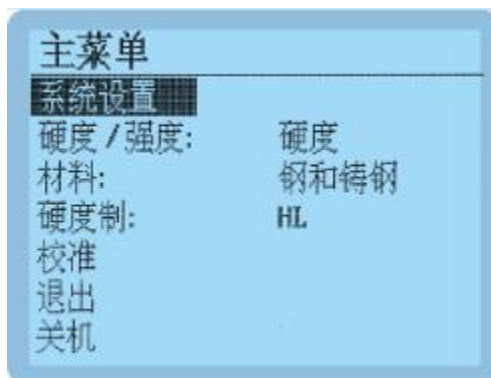 主菜单
系统设置
硬度/强度: 硬度
材料: 钢和铸钢
硬度制: HL
校准
退出
关机